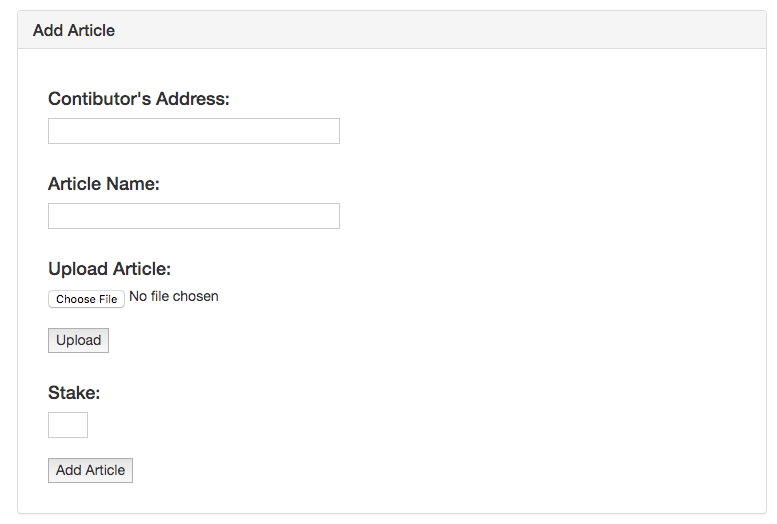 Add Article
Contibutor's Address:
Article Name:
Upload Article:
Choose File No file chosen
Upload
Stake:
Add Article